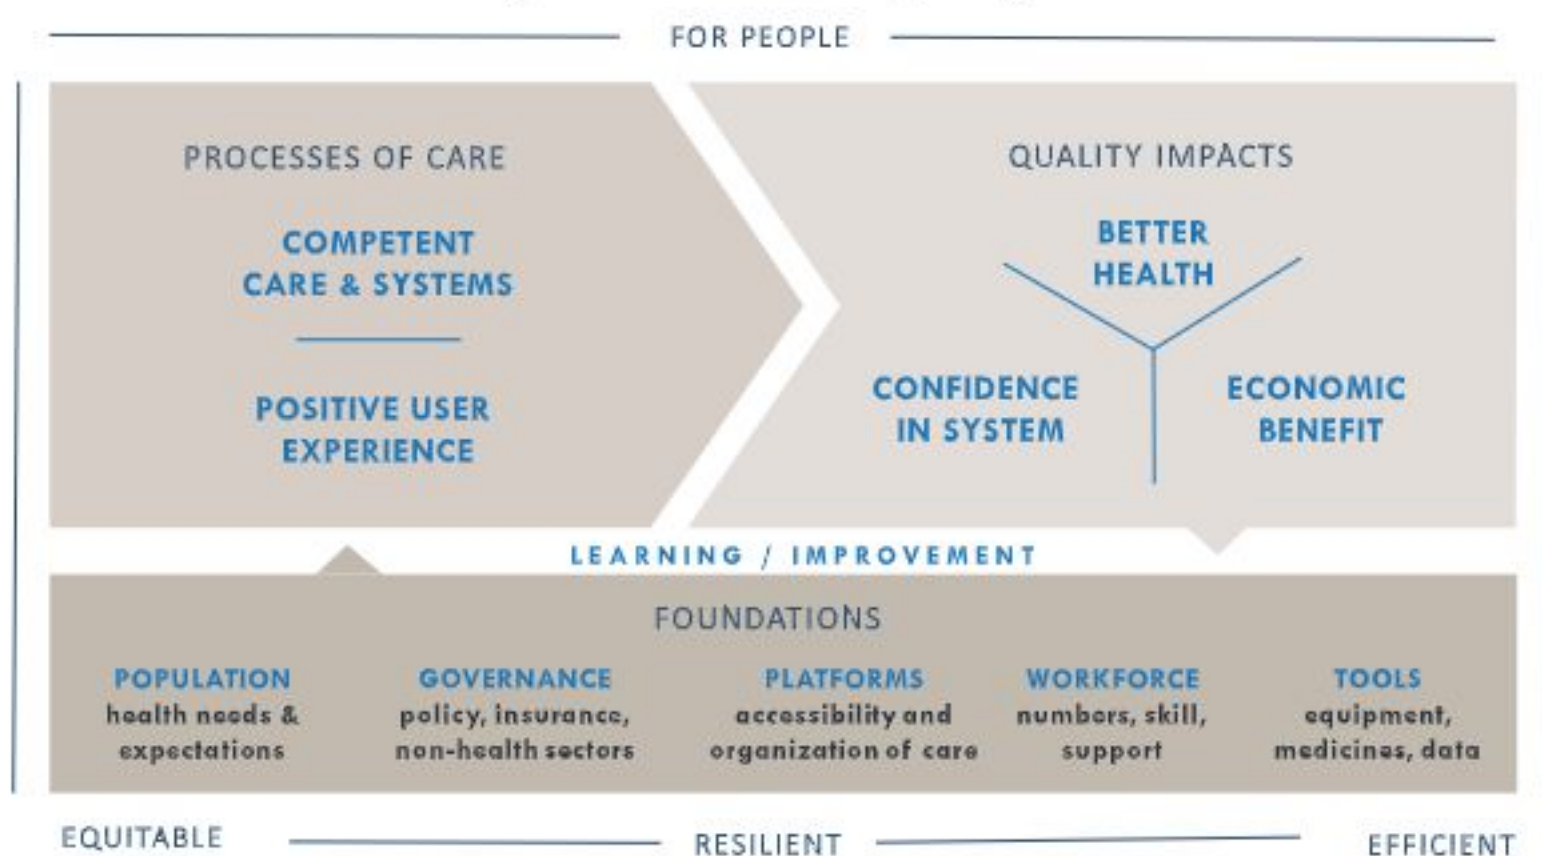 FOR PEOPLE
PROCESSES OF CARE
COMPETENT
CARE & SYSTEMS
POSITIVE USER
EXPERIENCE
QUALITY IMPACTS
BETTER
HEALTH
CONFIDENCE
IN SYSTEM
ECONOMIC
BENEFIT
LEARNING / IMPROVEMENT
FOUNDATIONS
POPULATION
health needs &
expectations
GOVERNANCE
policy, insurance,
non-health sectors
PLATFORMS
accessibility and
organization of care
WORKFORCE
numbers, skill,
support
TOOLS
equipment,
medicines, data
EQUITABLE
RESILIENT
EFFICIENT